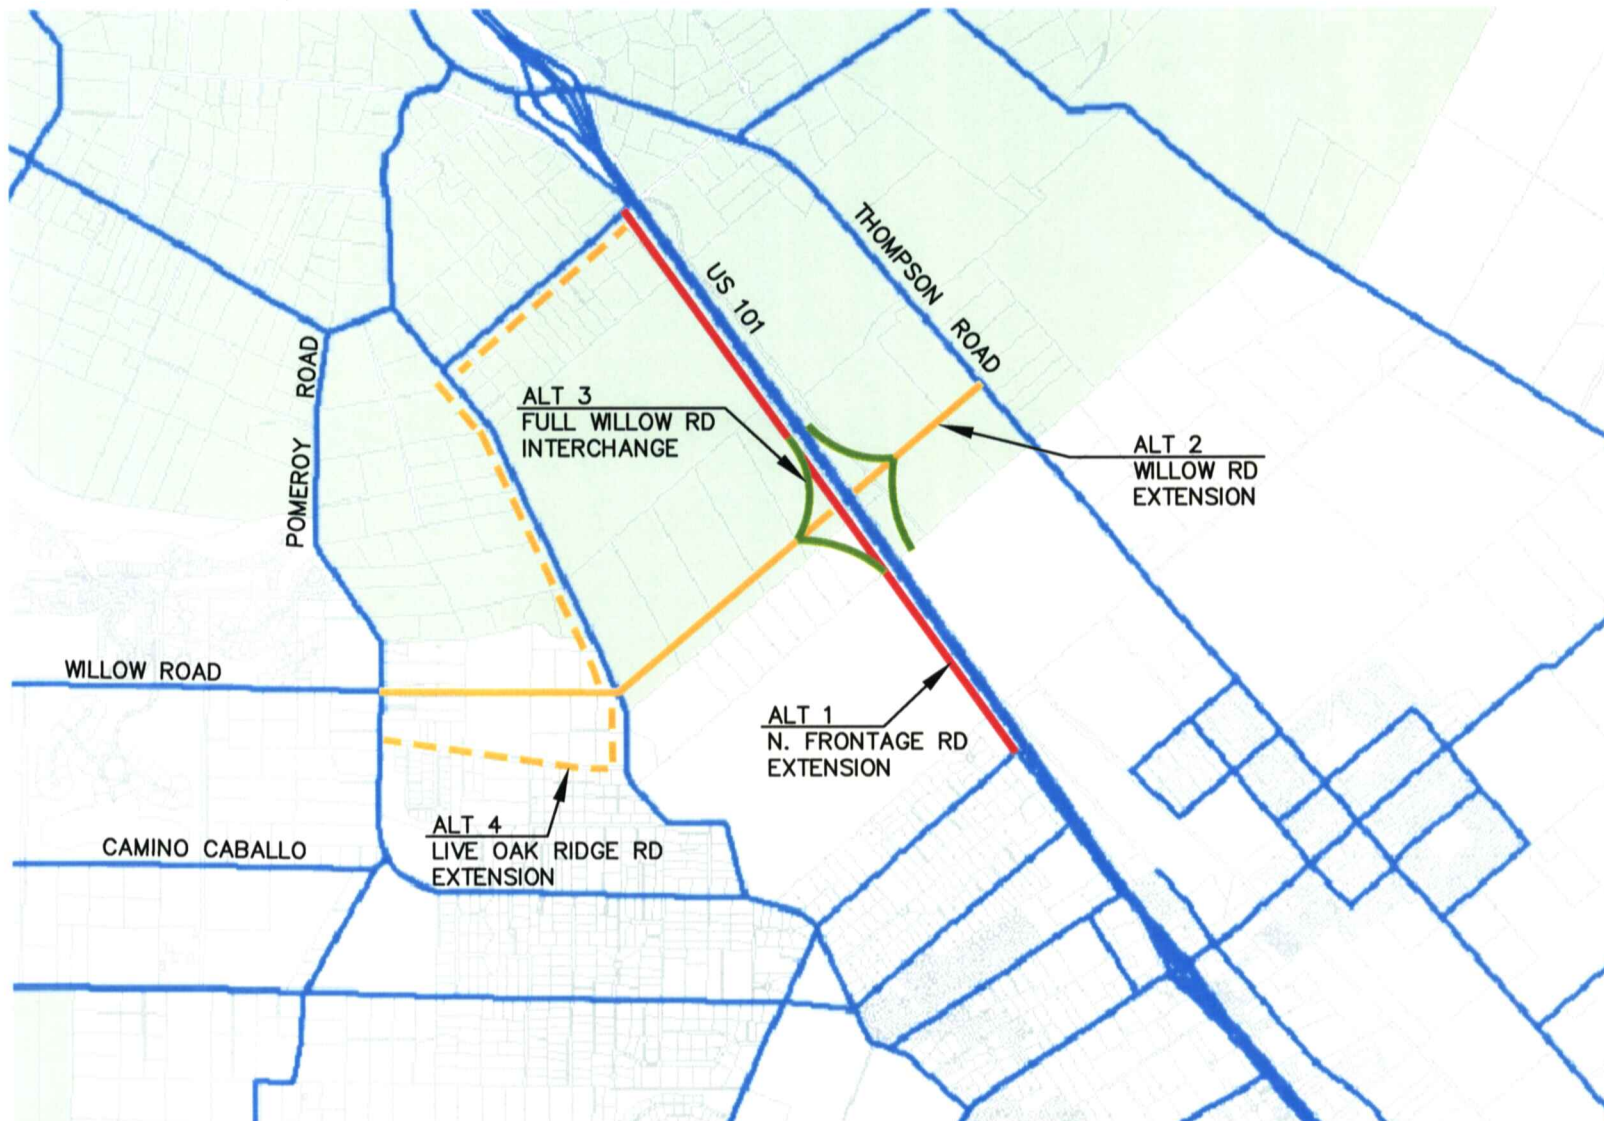 THOMPSON ROAD
US 101
POMEROY ROAD
ALT 3
FULL WILLOW RD
INTERCHANGE
ALT 2
WILLOW RD
EXTENSION
WILLOW ROAD
ALT 1
N. FRONTAGE RD
EXTENSION
ALT 4
LIVE OAK RIDGE RD
EXTENSION
CAMINO CABALLO